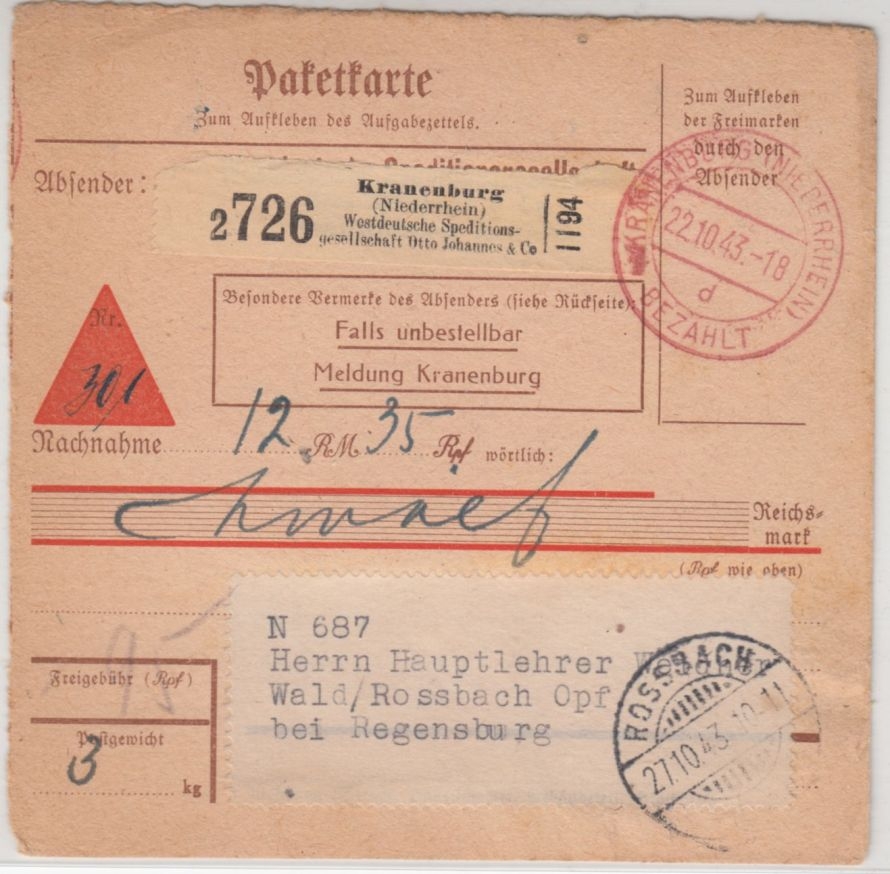 Paketkarte
Zum Aufkleben des Aufgabezettels.
Zum Aufkleben
der Freimarken
durch den
Absender
Absender:
2726
Kranenburg
(Niederrhein)
Westdeutsche Speditions-
gesellschaft Otto Johannes & Co
1194
KRANENBURG (NIEDERRHEIN)
22.10.43.-18
d
BEZAHLT
Besondere Vermerke des Absenders (siehe Rückseite):
Falls unbestellbar
Meldung Kranenburg
Nr.
301
Nachnahme 12 RM 35 Rpf wörtlich:
zwölf
Reichs-
mark
(Rpf wie oben)
N 687
Herrn Hauptlehrer
Wald/Rossbach Opf
bei Regensburg
ROSSBACH
27.10.43.10-11
Freigebühr (Rpf)
95
Postgewicht
3 kg